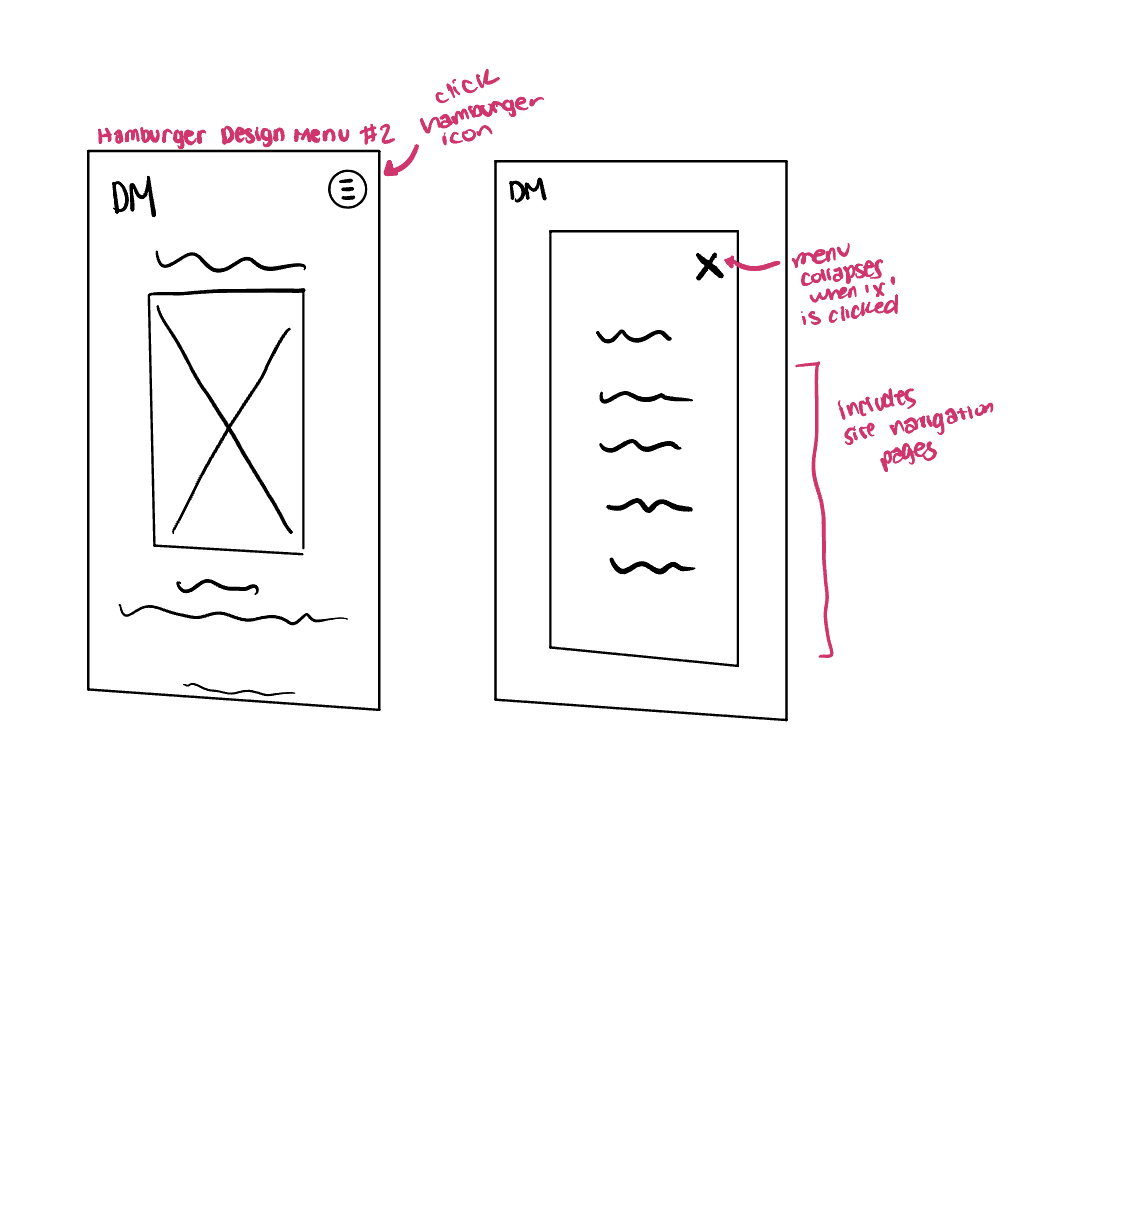 click
hamburger
icon
Hamburger Design Menu #2
DM
DM
menu
collapses
when 'x'
is clicked
includes
site navigation
pages